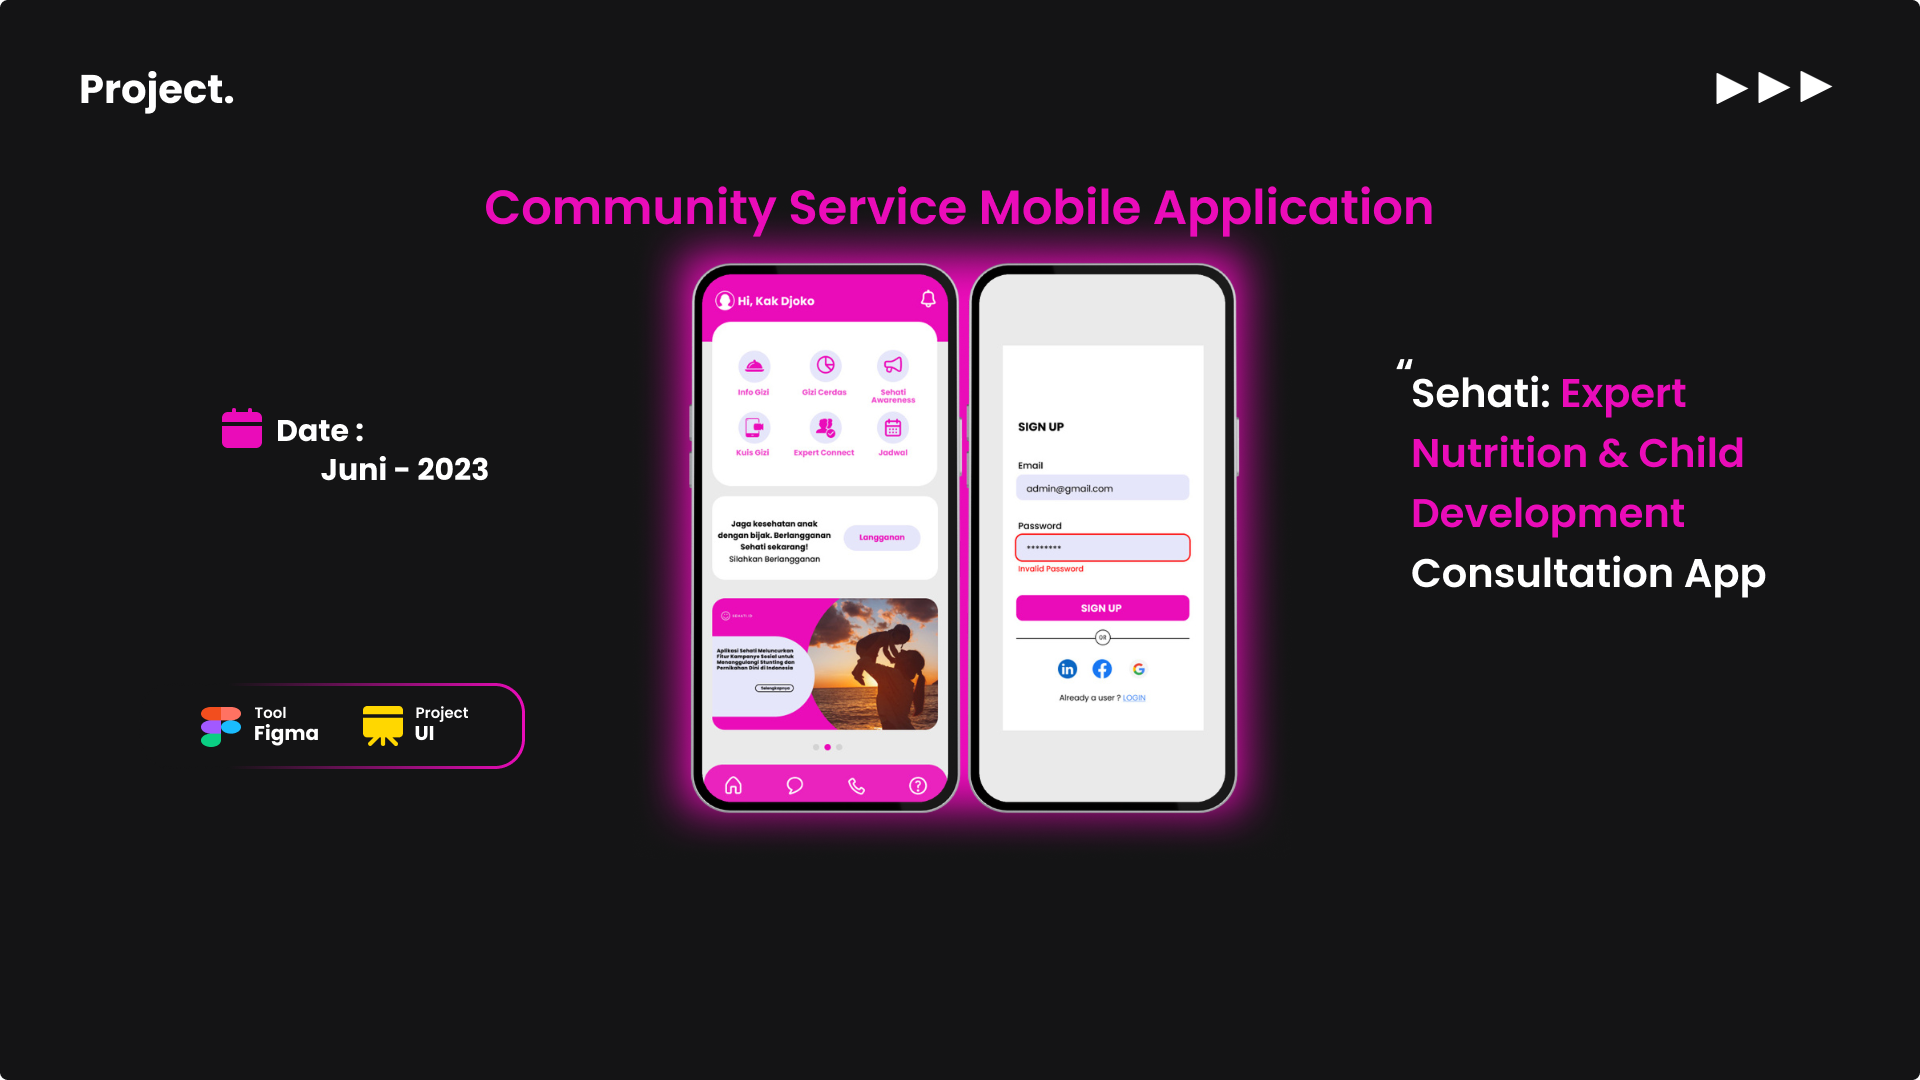 Project.
Community Service Mobile Application
Date :
Juni - 2023
Tool
Figma
Project
UI
Hi, Kak Djoko
Info Gizi
Gizi Cerdas
Sehati
Awareness
Kuis Gizi
Expert Connect
Jadwal
Jaga kesehatan anak
dengan bijak. Berlangganan
Sehati sekarang!
Silahkan Berlangganan
Langganan
SEHATI.ID
Aplikasi Sehati Meluncurkan
Fitur Kampanye Sosial untuk
Menanggulangi Stunting dan
Pernikahan Dini di Indonesia
Selengkapnya
SIGN UP
Email
admin@gmail.com
Password
********
Invalid Password
SIGN UP
OR
Already a user ? LOGIN
“
Sehati: Expert
Nutrition & Child
Development
Consultation App